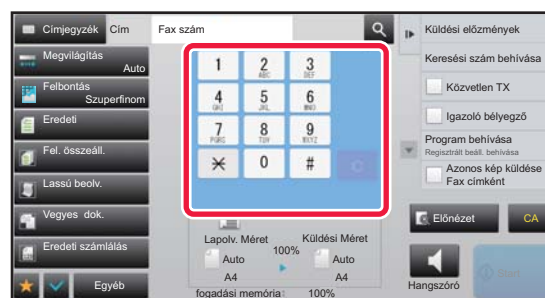 Címjegyzék
Cím
Fax szám
Megvilágítás
Auto
Felbontás
Szuperfinom
Eredeti
Fel. összeáll.
Lassú beolv.
Vegyes dok.
Eredeti számlálás
Egyéb
1
2
ABC
3
DEF
4
GHI
5
JKL
6
MNO
7
PQRS
8
TUV
9
WXYZ
0
#
C
Lapolv. Méret
100%
Küldési Méret
Auto
Auto
A4
A4
fogadási memória:
100%
Küldési előzmények
Keresési szám behívása
Közvetlen TX
Igazoló bélyegző
Program behívása
Regisztrált beáll. behívása
Azonos kép küldése
Fax címként
Előnézet
CA
Hangszóró
Start